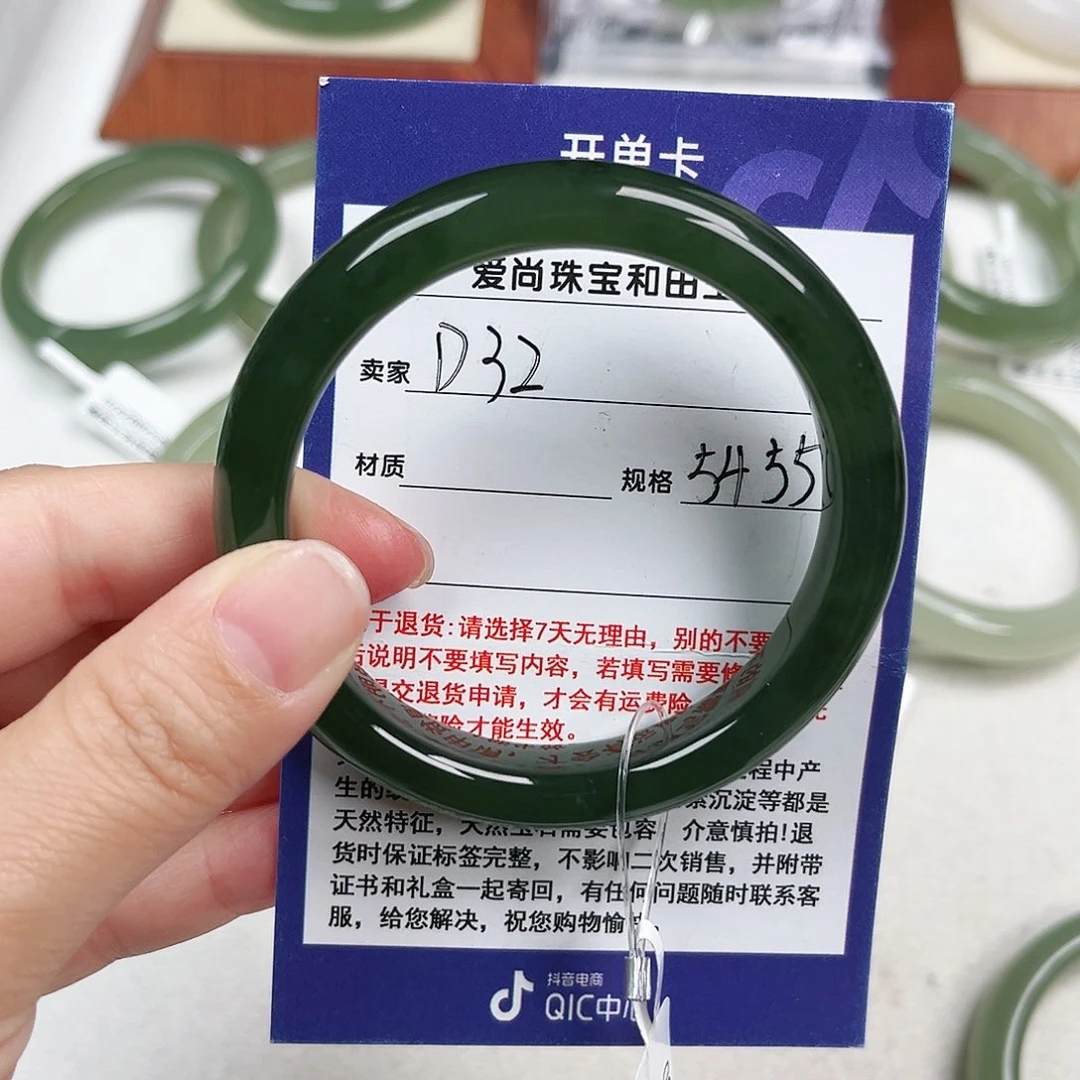 开单卡
爱尚珠宝和田
卖家 D32
材质 规格 54 55
于退货:请选择7天无理由，别的不要
后说明不要填写内容，若填写需要修
提交退货申请，才会有运费险
险才能生效。
程中产
生的 沉淀等都是
天然特征，天然玉石需要包容 介意慎拍!退
货时保证标签完整，不影响二次销售，并附带
证书和礼盒一起寄回，有任何问题随时联系客
服，给您解决，祝您购物愉
抖音电商
QIC中心